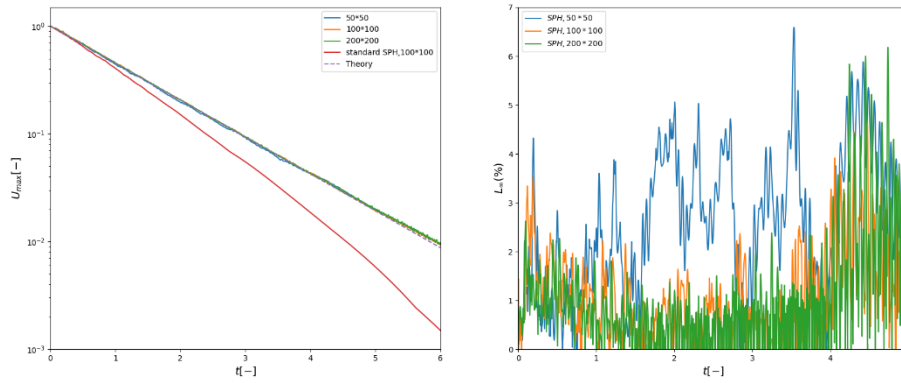 50*50
100*100
200*200
standard SPH,100*100
Theory
10⁰
10⁻¹
10⁻²
10⁻³
U_max[−]
0 1 2 3 4 5 6
t[−]
SPH, 50 * 50
SPH, 100 * 100
SPH, 200 * 200
7
6
5
4
3
2
1
0
L∞(%)
0 1 2 3 4
t[−]